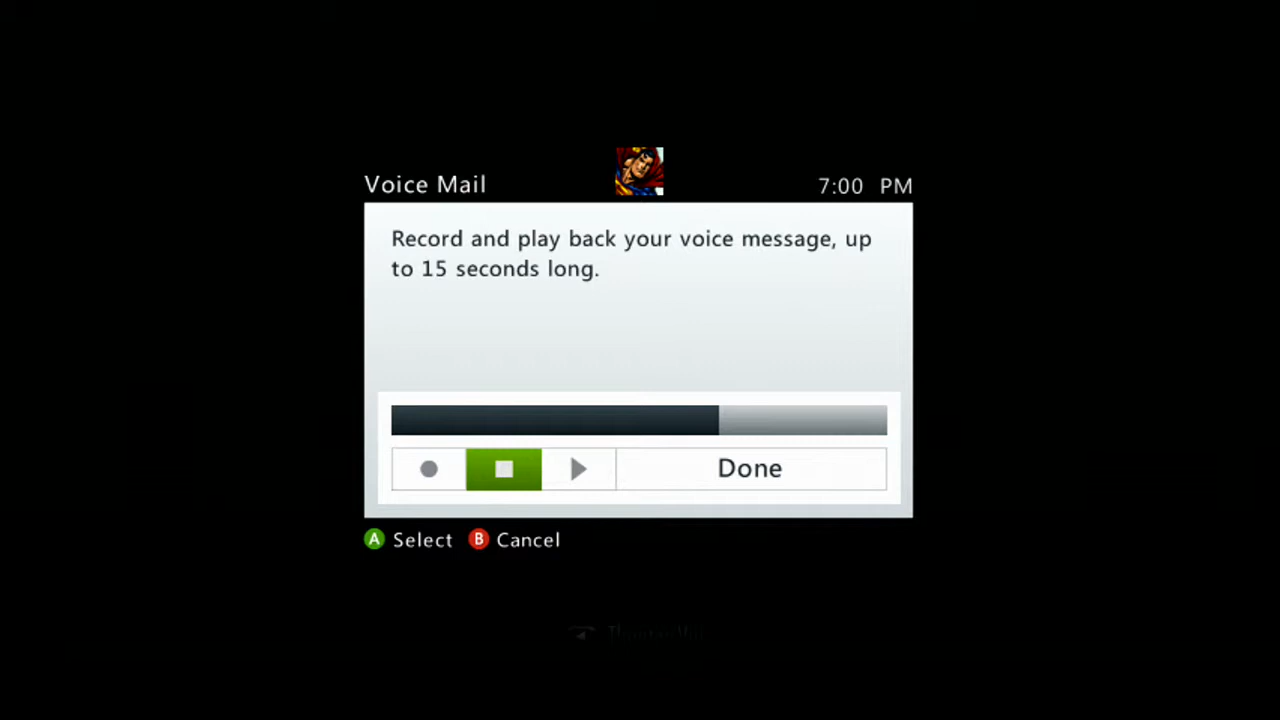 Voice Mail
7:00 PM
Record and play back your voice message, up
to 15 seconds long.
Done
A Select B Cancel